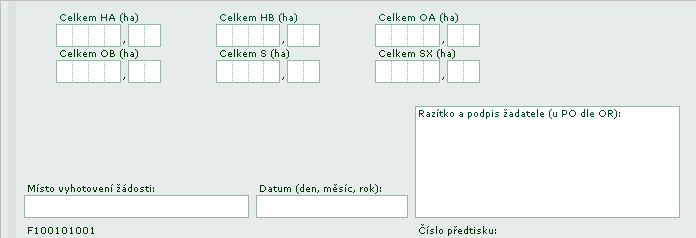 Celkem HA (ha) Celkem HB (ha) Celkem OA (ha)
, , ,
Celkem OB (ha) Celkem S (ha) Celkem SX (ha)
, , ,
Razítko a podpis žadatele (u PO dle OR):
Místo vyhotovení žádosti: Datum (den, měsíc, rok):
F100101001 Číslo předtisku: